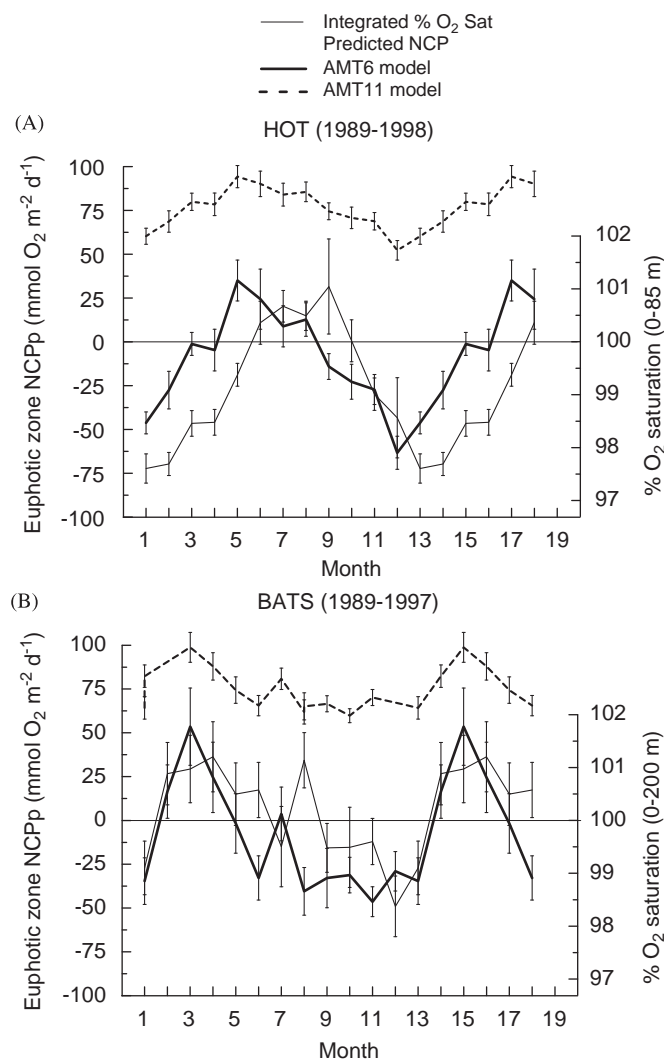 Integrated % O2 Sat
Predicted NCP
AMT6 model
AMT11 model
(A)
HOT (1989-1998)
Euphotic zone NCPp (mmol O2 m-2 d-1)
100
75
50
25
0
-25
-50
-75
-100
102
101
100
99
98
97
% O2 saturation (0-85 m)
1 3 5 7 9 11 13 15 17 19
Month
(B)
BATS (1989-1997)
Euphotic zone NCPp (mmol O2 m-2 d-1)
100
75
50
25
0
-25
-50
-75
-100
102
101
100
99
98
97
% O2 saturation (0-200 m)
1 3 5 7 9 11 13 15 17 19
Month